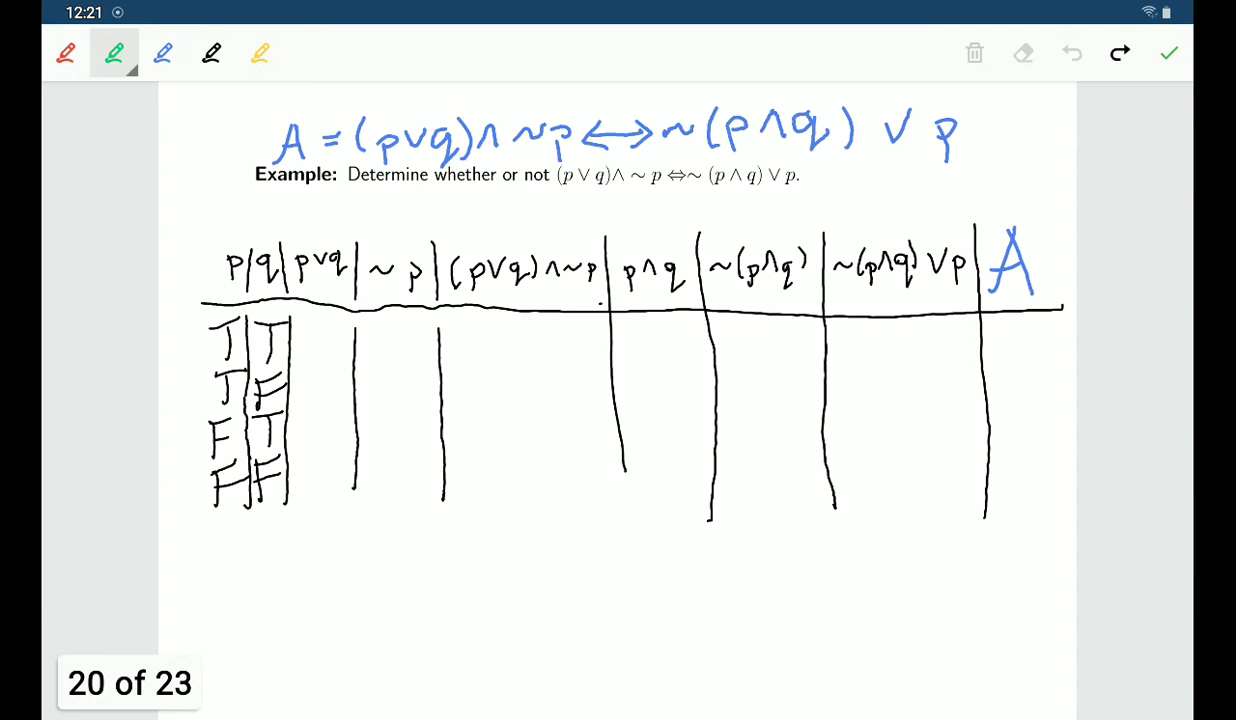 12:21
A = (p∨q)∧ ~p ⟷ ~(p∧q) ∨ p
Example: Determine whether or not (p ∨ q)∧ ∼ p ⇔∼ (p ∧ q) ∨ p.
p | q | p∨q | ~p | (p∨q)∧~p | p∧q | ~(p∧q) | ~(p∧q)∨p | A
T | T
T | F
F | T
F | F
20 of 23